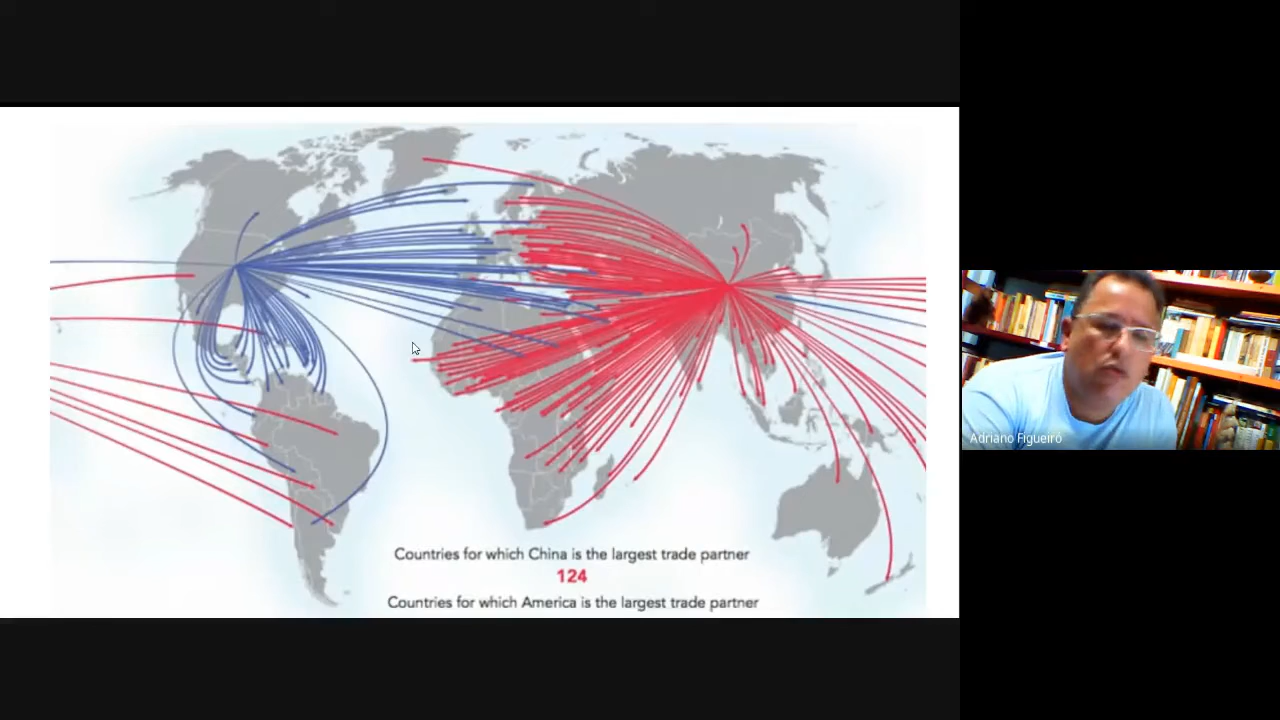 Countries for which China is the largest trade partner
124
Countries for which America is the largest trade partner
Adriano Figueiró